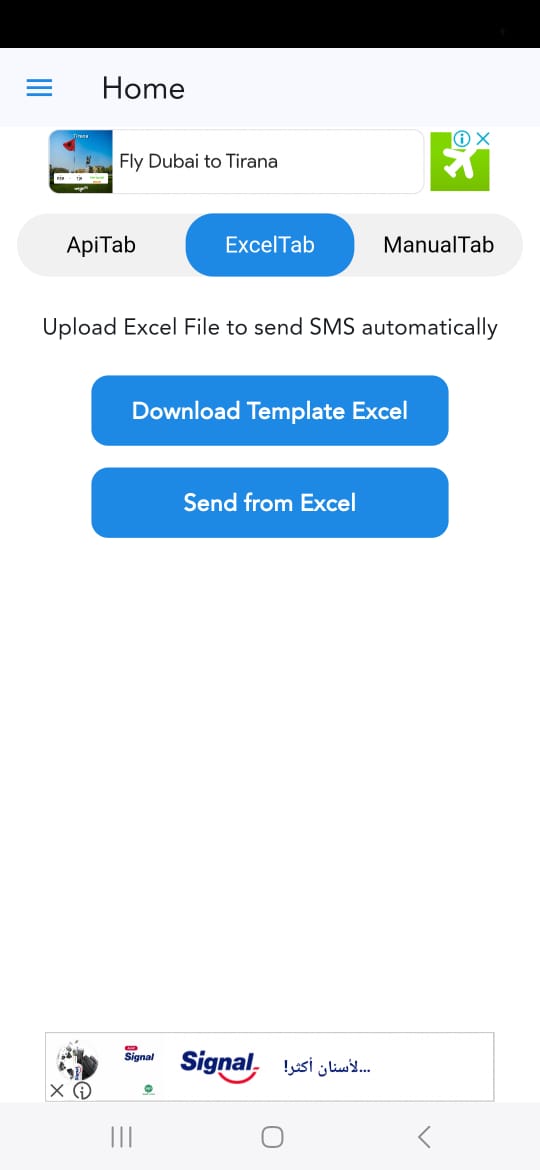 Home
Tirana
Fly Dubai to Tirana
ApiTab
ExcelTab
ManualTab
Upload Excel File to send SMS automatically
Download Template Excel
Send from Excel
Signal
Signal
لأسنان أكثر!...